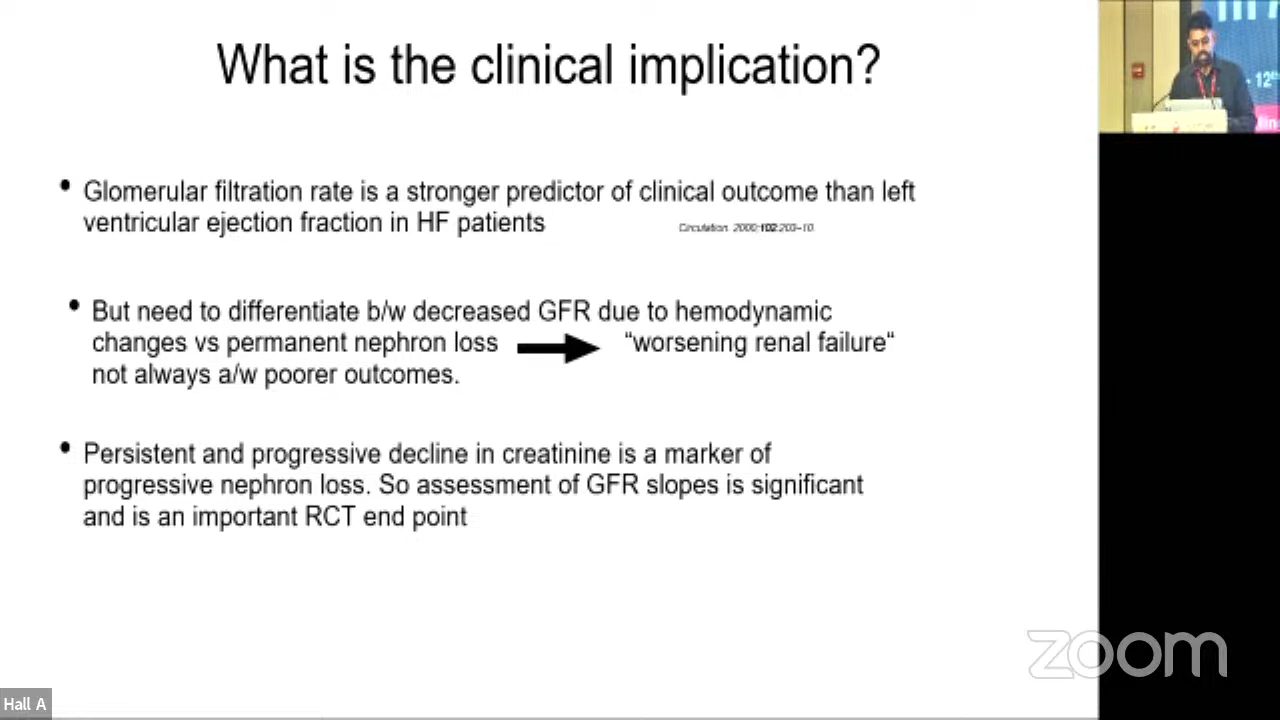 What is the clinical implication?
• Glomerular filtration rate is a stronger predictor of clinical outcome than left
ventricular ejection fraction in HF patients
Circulation. 2000;102:203–10.
• But need to differentiate b/w decreased GFR due to hemodynamic
changes vs permanent nephron loss “worsening renal failure“
not always a/w poorer outcomes.
• Persistent and progressive decline in creatinine is a marker of
progressive nephron loss. So assessment of GFR slopes is significant
and is an important RCT end point
12th
zoom
Hall A